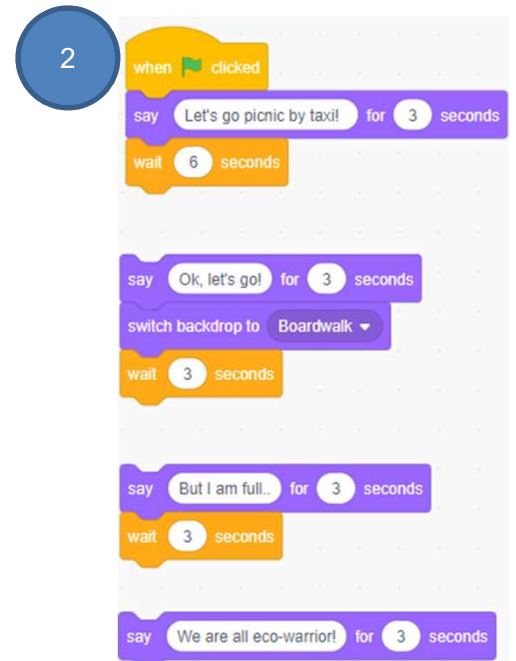 2
when clicked
say Let's go picnic by taxi! for 3 seconds
wait 6 seconds
say Ok, let's go! for 3 seconds
switch backdrop to Boardwalk
wait 3 seconds
say But I am full.. for 3 seconds
wait 3 seconds
say We are all eco-warrior! for 3 seconds